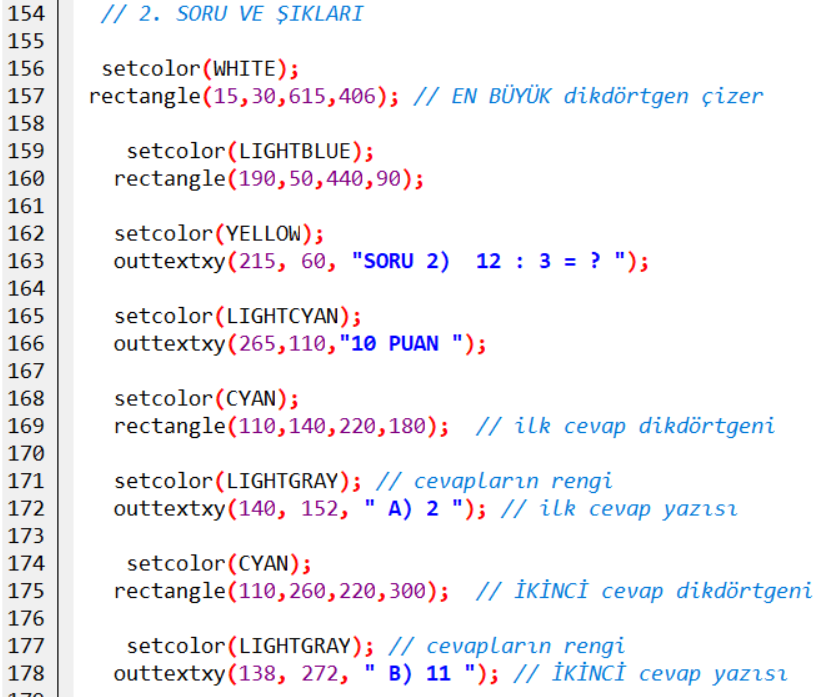 154 // 2. SORU VE ŞIKLARI
155
156 setcolor(WHITE);
157 rectangle(15,30,615,406); // EN BÜYÜK dikdörtgen çizer
158
159 setcolor(LIGHTBLUE);
160 rectangle(190,50,440,90);
161
162 setcolor(YELLOW);
163 outtextxy(215, 60, "SORU 2)  12 : 3 = ? ");
164
165 setcolor(LIGHTCYAN);
166 outtextxy(265,110,"10 PUAN ");
167
168 setcolor(CYAN);
169 rectangle(110,140,220,180);  // ilk cevap dikdörtgeni
170
171 setcolor(LIGHTGRAY); // cevapların rengi
172 outtextxy(140, 152, " A) 2 "); // ilk cevap yazısı
173
174 setcolor(CYAN);
175 rectangle(110,260,220,300);  // İKİNCİ cevap dikdörtgeni
176
177 setcolor(LIGHTGRAY); // cevapların rengi
178 outtextxy(138, 272, " B) 11 "); // İKİNCİ cevap yazısı